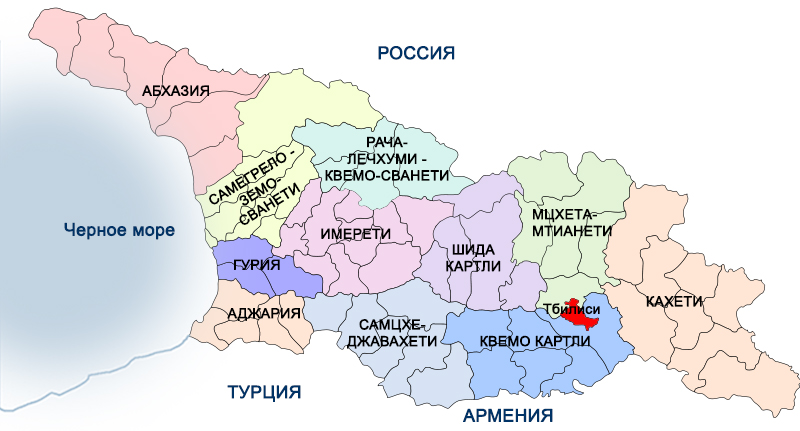 РОССИЯ
АБХАЗИЯ
РАЧА-
ЛЕЧХУМИ -
КВЕМО-СВАНЕТИ
САМЕГРЕЛО -
ЗЕМО-
СВАНЕТИ
МЦХЕТА-
МТИАНЕТИ
Черное море
ИМЕРЕТИ
ШИДА
КАРТЛИ
ГУРИЯ
КАХЕТИ
АДЖАРИЯ
Тбилиси
САМЦХЕ-
ДЖАВАХЕТИ
КВЕМО КАРТЛИ
ТУРЦИЯ
АРМЕНИЯ